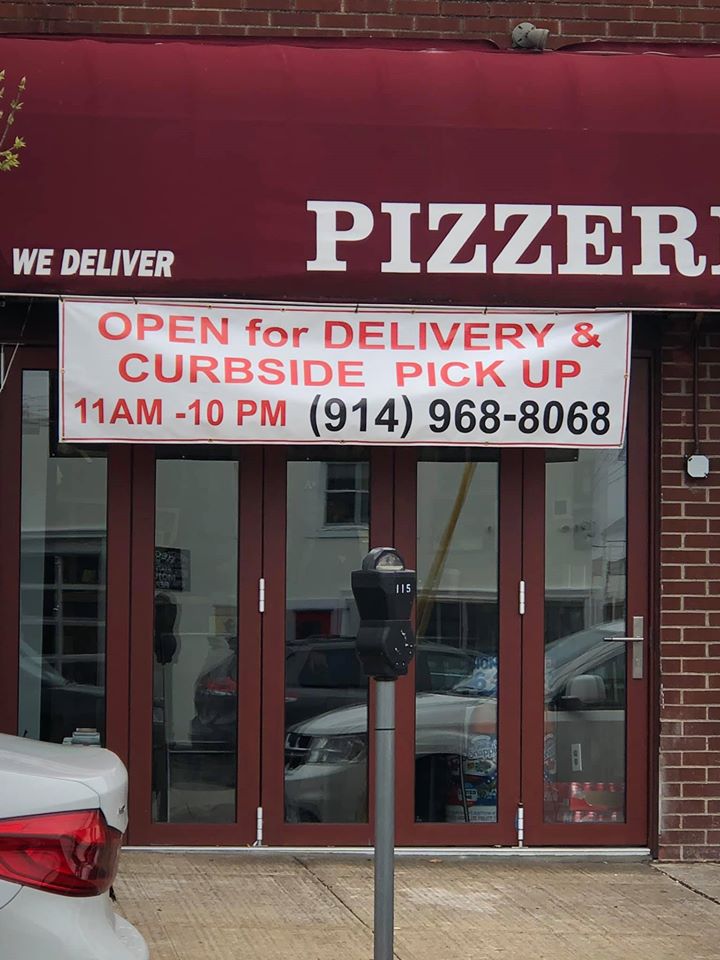 PIZZER
WE DELIVER
OPEN for DELIVERY &
CURBSIDE PICK UP
11AM -10 PM (914) 968-8068
115